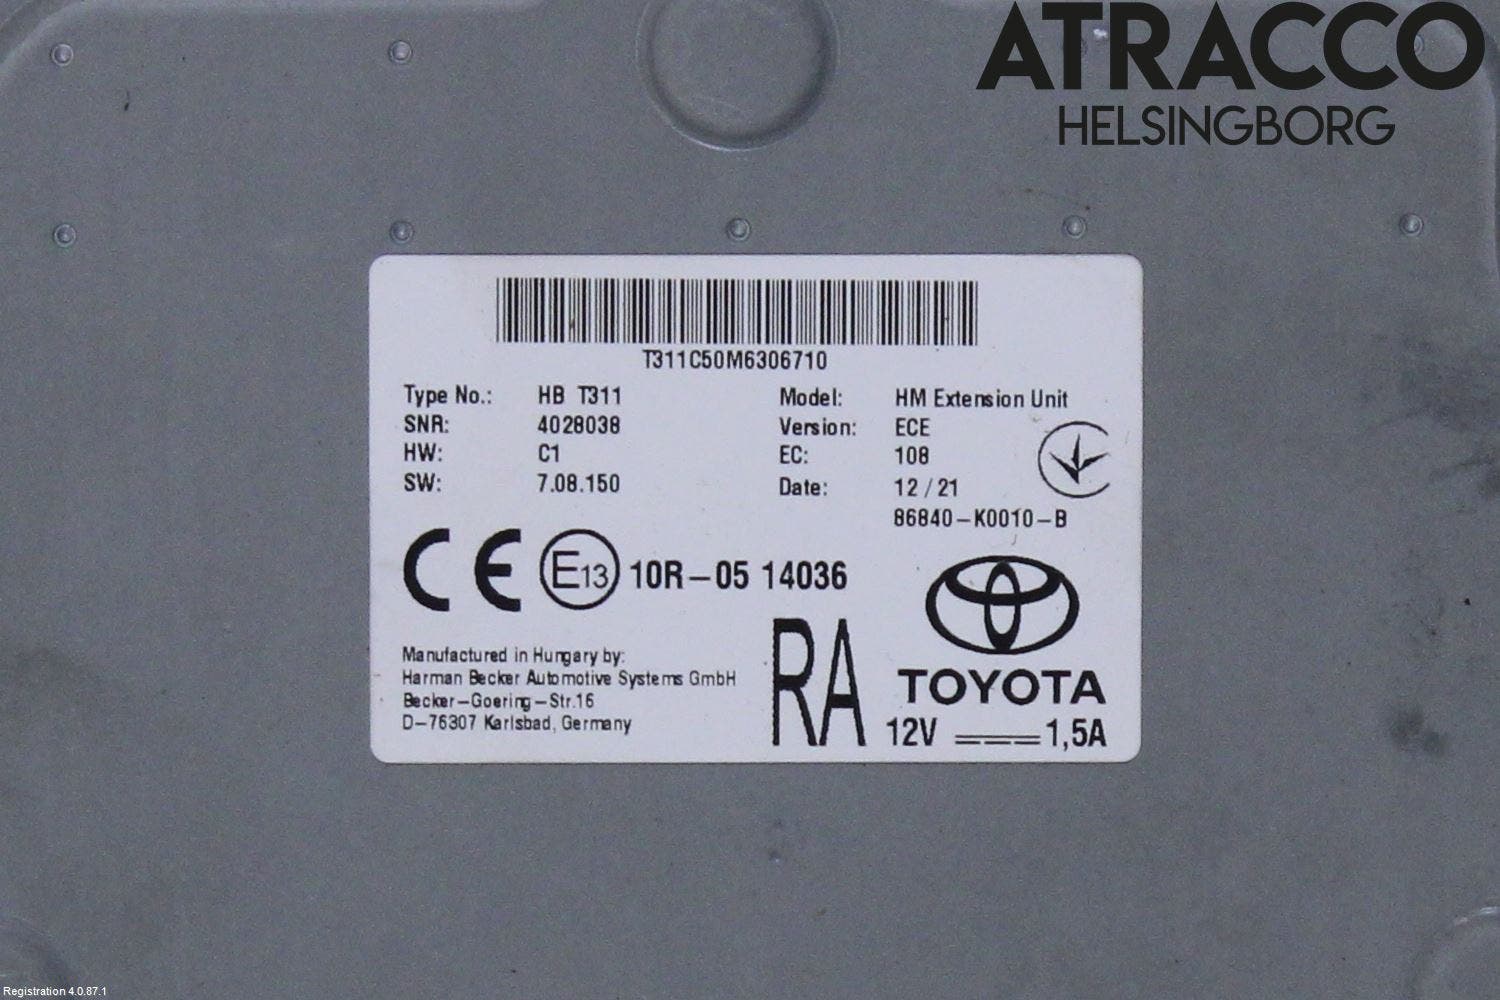 ATRACCO
HELSINGBORG
T311C50M6306710
Type No.: HB T311
SNR: 4028038
HW: C1
SW: 7.08.150
Model: HM Extension Unit
Version: ECE
EC: 108
Date: 12/21
86840-K0010-B
CE E13 10R-05 14036
Manufactured in Hungary by:
Harman Becker Automotive Systems GmbH
Becker-Goering-Str.16
D-76307 Karlsbad, Germany
RA
TOYOTA
12V 1,5A
Registration 4.0.87.1